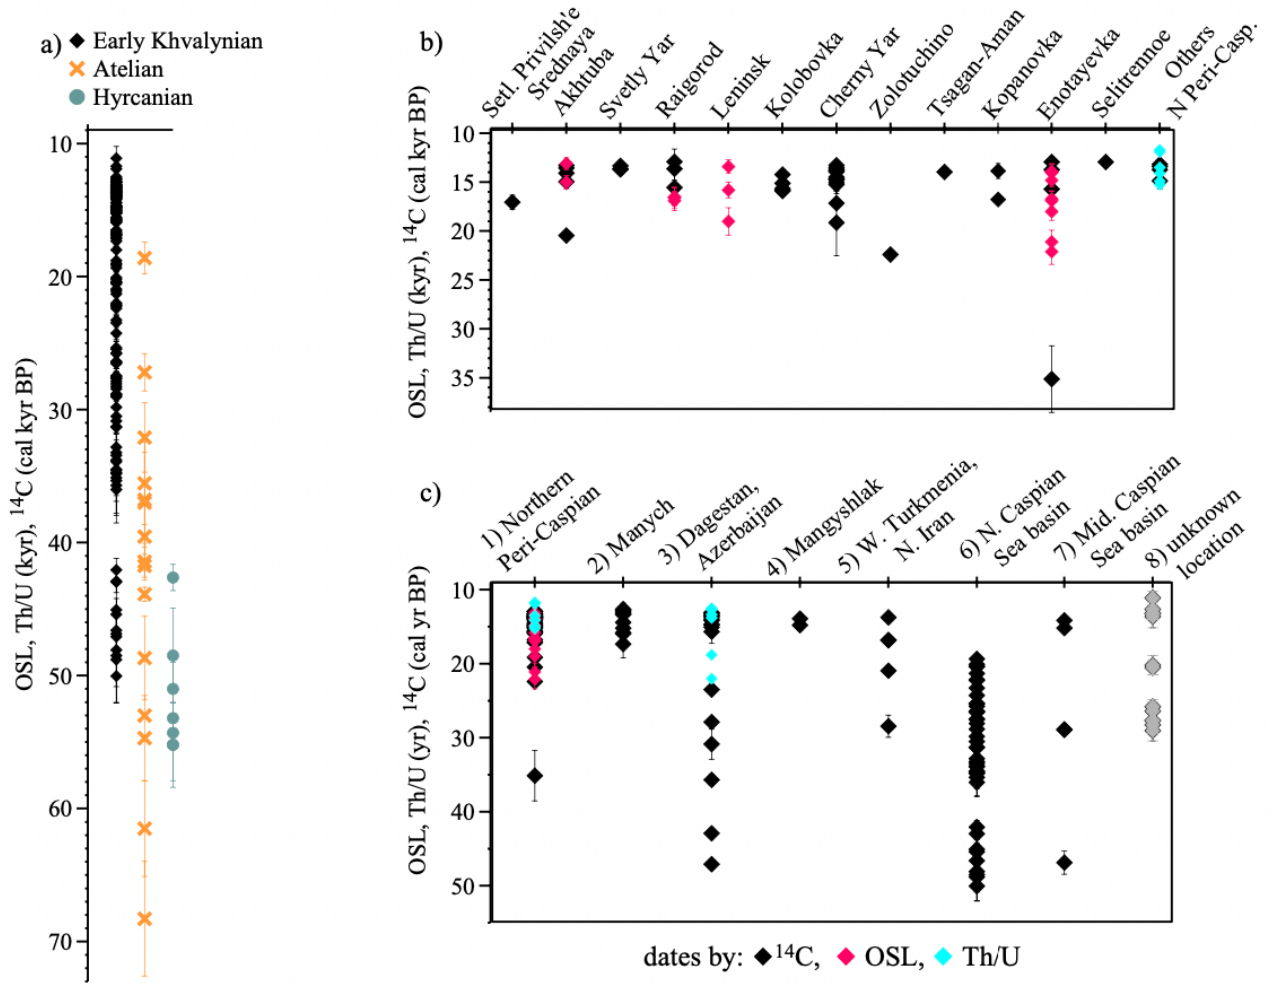 a)
Early Khvalynian
Atelian
Hyrcanian
OSL, Th/U (kyr), ¹⁴C (cal kyr BP)
10
20
30
40
50
60
70
b)
Setl. Privilsh'e
Srednaya
Akhtuba
Svetly Yar
Raigorod
Leninsk
Kolobovka
Cherny Yar
Zolotuchino
Tsagan-Aman
Kopanovka
Enotayevka
Selitrennoe
Others
N Peri-Casp.
OSL, Th/U (kyr), ¹⁴C (cal kyr BP)
10
15
20
25
30
35
c)
1) Northern
Peri-Caspian
2) Manych
3) Dagestan,
Azerbaijan
4) Mangyshlak
5) W. Turkmenia,
N. Iran
6) N. Caspian
Sea basin
7) Mid. Caspian
Sea basin
8) unknown
location
OSL, Th/U (yr), ¹⁴C (cal yr BP)
10
20
30
40
50
dates by: ¹⁴C, OSL, Th/U